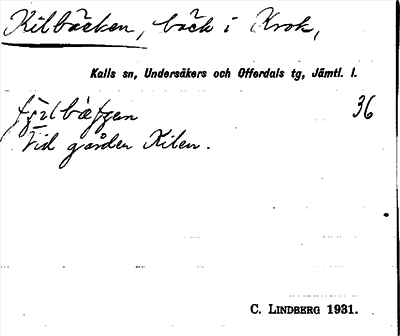 Kilbäcken, bäck i Krok,
Kalls sn, Undersåkers och Offerdals tg, Jämtl. l.
36
Vid gården Kilen.
C. LINDBERG 1931.